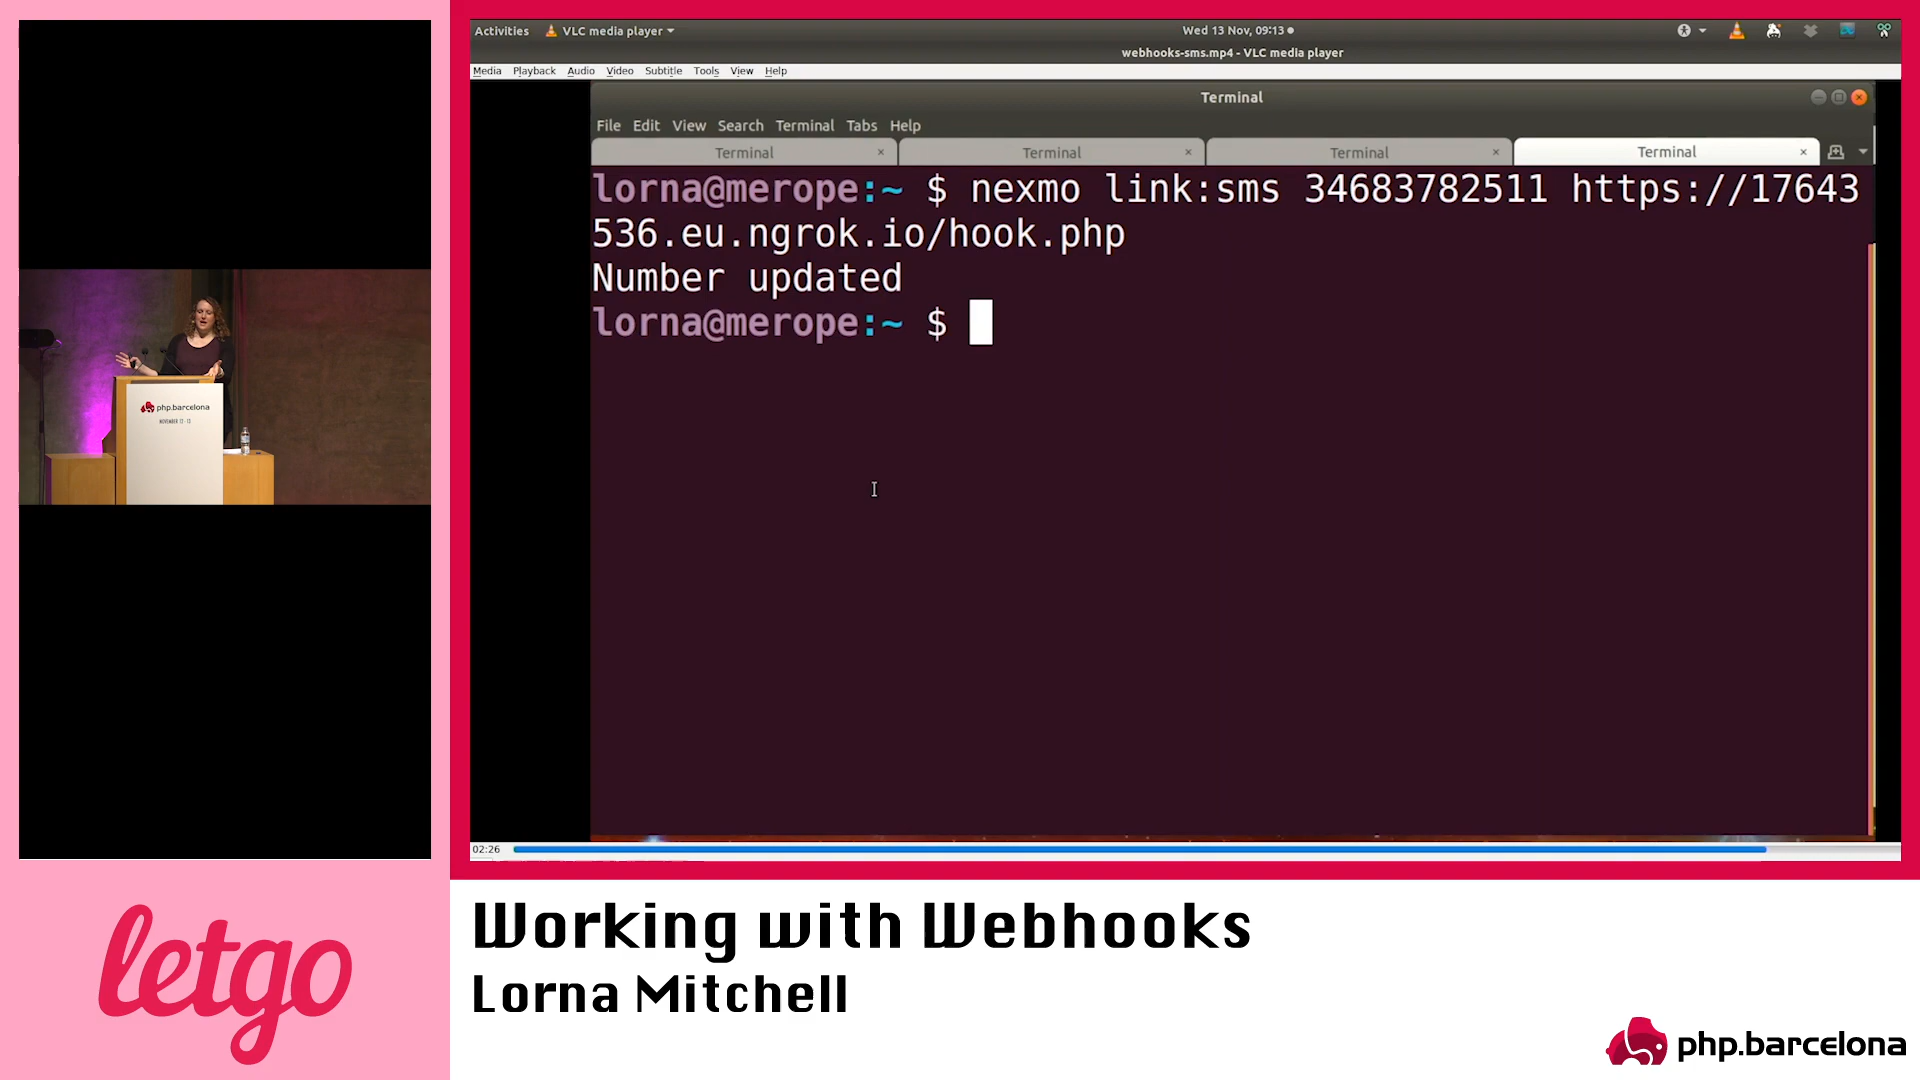 Activities VLC media player Wed 13 Nov, 09:13
webhooks-sms.mp4 - VLC media player
Media Playback Audio Video Subtitle Tools View Help
Terminal
File Edit View Search Terminal Tabs Help
Terminal × Terminal × Terminal × Terminal ×
lorna@merope:~ $ nexmo link:sms 34683782511 https://17643
536.eu.ngrok.io/hook.php
Number updated
lorna@merope:~ $
02:26
php.barcelona
NOVEMBER 12 - 13
letgo
Working with Webhooks
Lorna Mitchell
php.barcelona